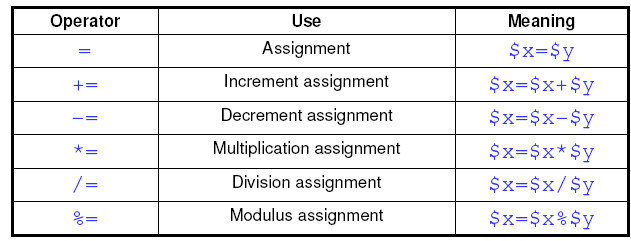 Operator Use Meaning
= Assignment $x=$y
+= Increment assignment $x=$x+$y
-= Decrement assignment $x=$x-$y
*= Multiplication assignment $x=$x*$y
/= Division assignment $x=$x/$y
%= Modulus assignment $x=$x%$y